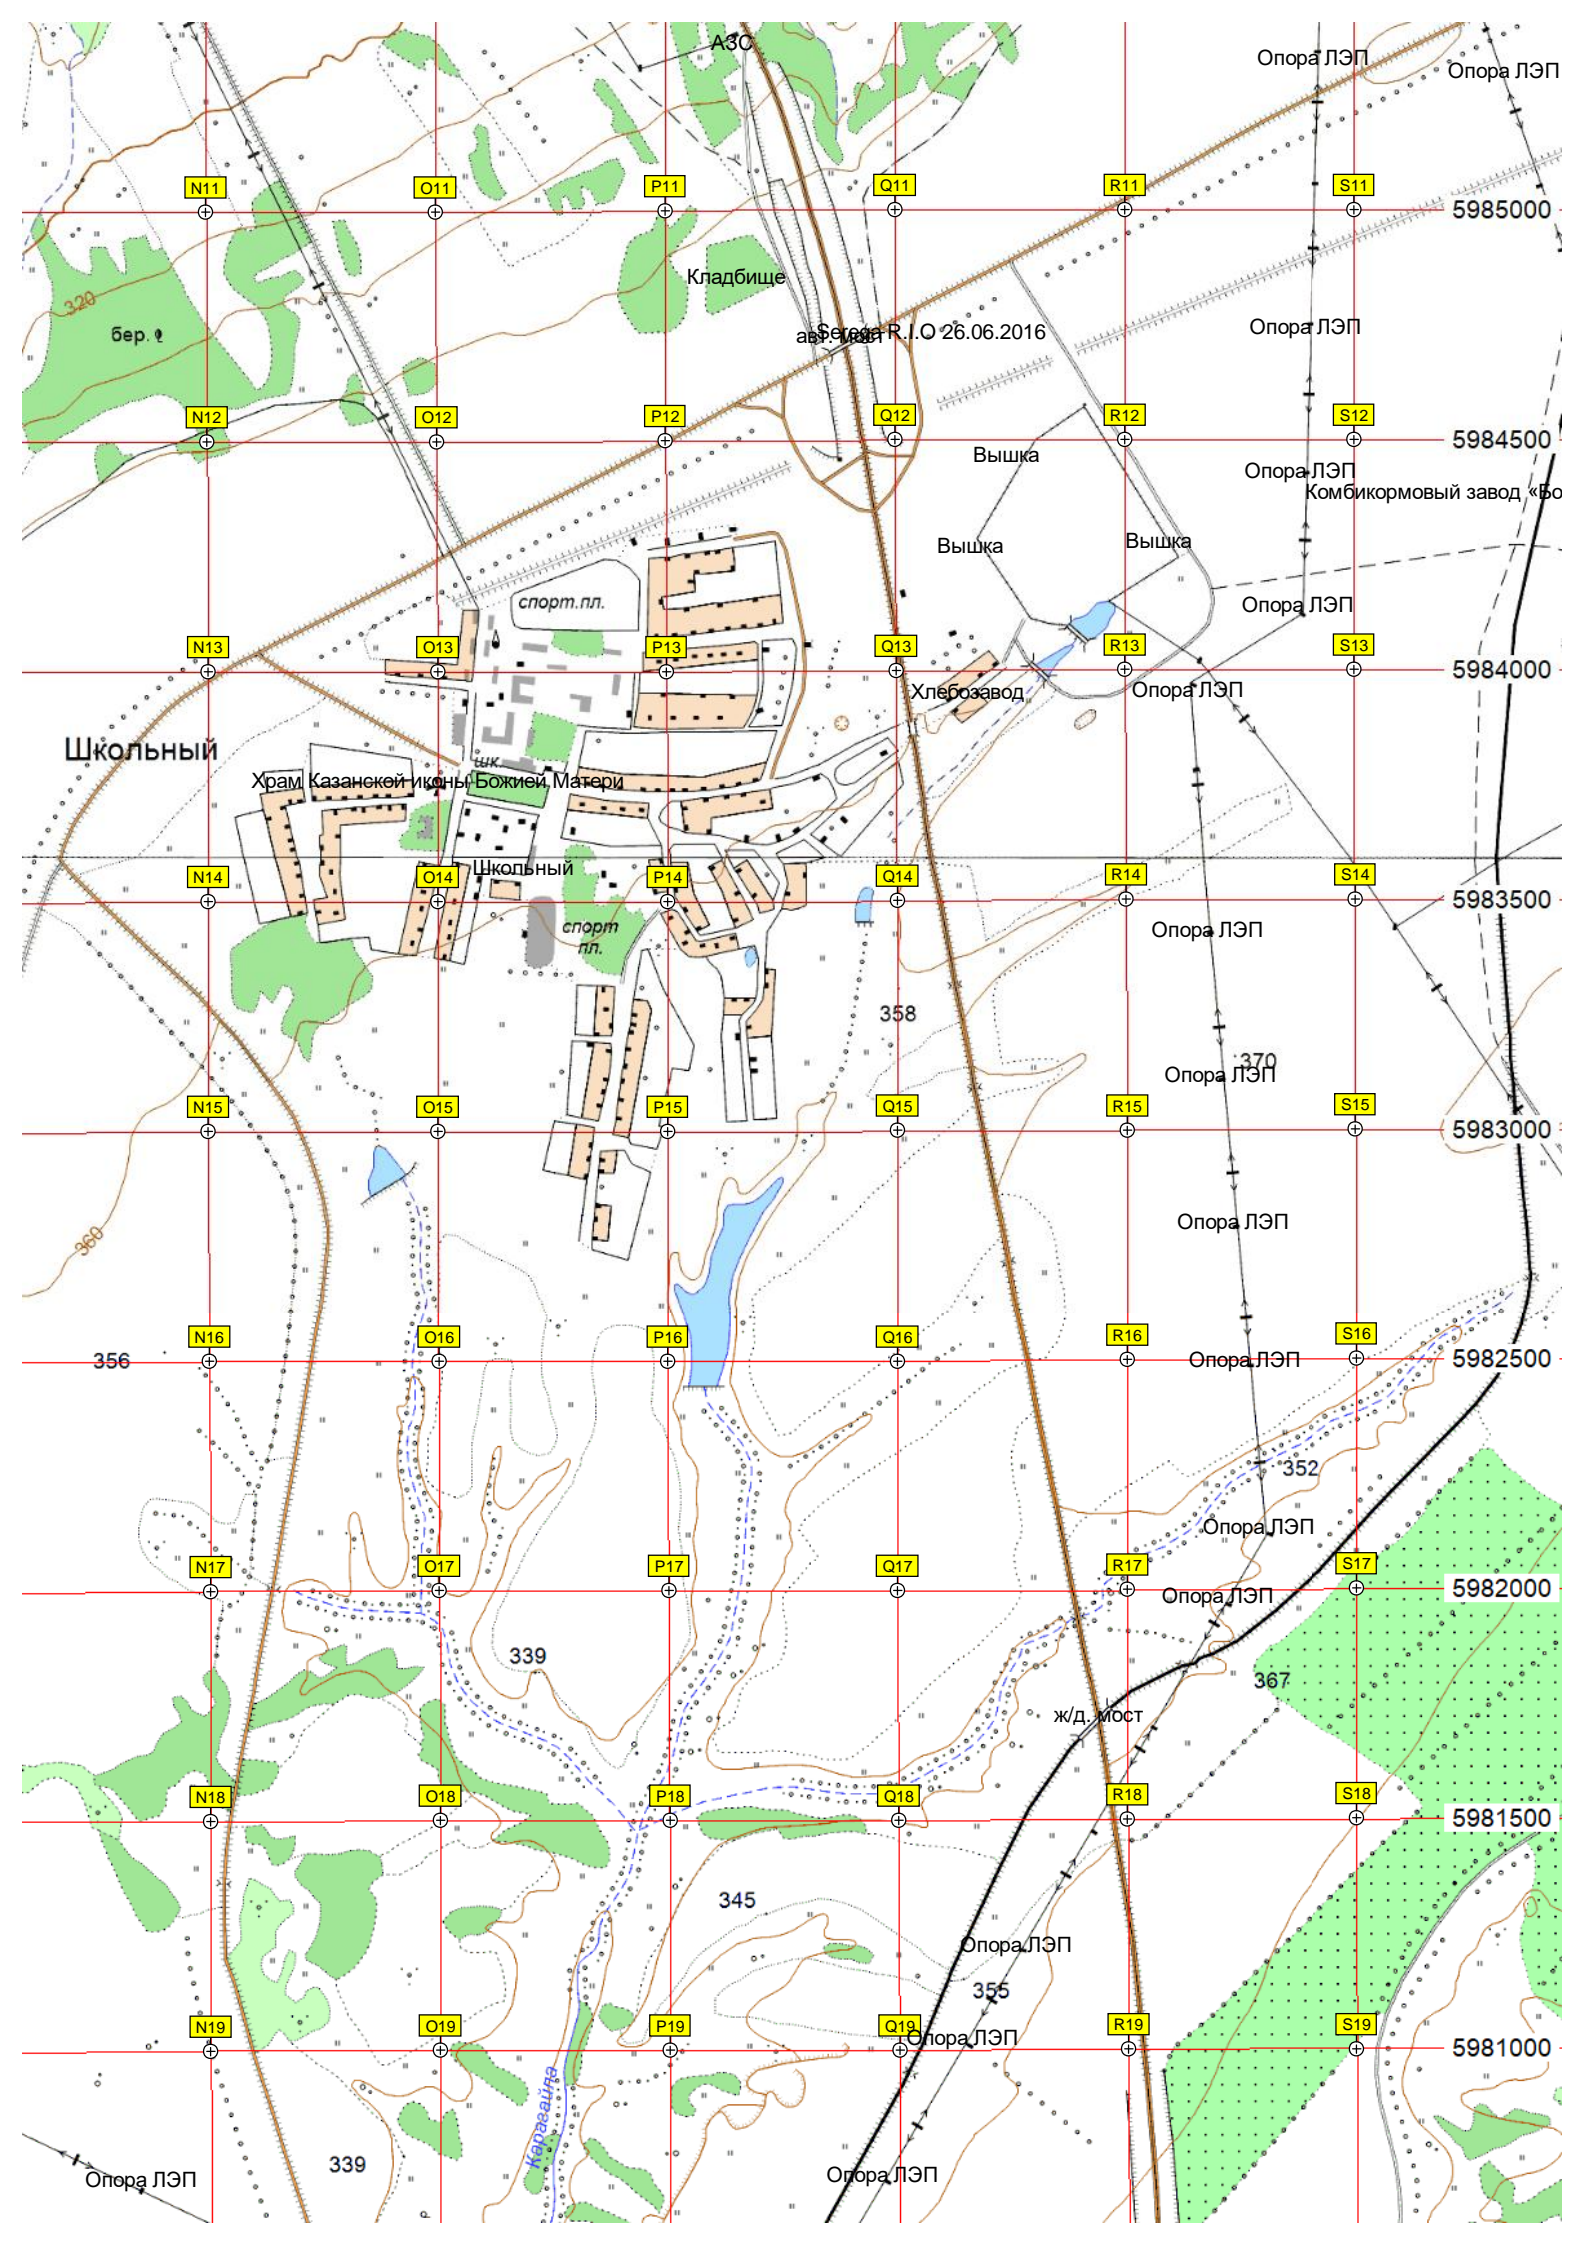 АЗС
Опора ЛЭП
Опора ЛЭП
N11
O11
P11
Q11
R11
S11
5985000
Кладбище
320
бер.
Опора ЛЭП
авт. мост
Serega R.I.O 26.06.2016
N12
O12
P12
Q12
R12
S12
5984500
Вышка
Опора ЛЭП
Комбикормовый завод «Бо
Вышка
Вышка
спорт.пл.
Опора ЛЭП
N13
O13
P13
Q13
R13
S13
5984000
Хлебозавод
Опора ЛЭП
Школьный
шк.
Храм Казанской иконы Божией Матери
Школьный
N14
O14
P14
Q14
R14
S14
5983500
спорт
пл.
Опора ЛЭП
358
370
Опора ЛЭП
N15
O15
P15
Q15
R15
S15
5983000
360
Опора ЛЭП
N16
O16
P16
Q16
R16
S16
356
Опора ЛЭП
5982500
352
Опора ЛЭП
N17
O17
P17
Q17
R17
S17
5982000
Опора ЛЭП
339
367
ж/д. мост
N18
O18
P18
Q18
R18
S18
5981500
345
Опора ЛЭП
355
N19
O19
P19
Q19
Опора ЛЭП
R19
S19
5981000
Каразайла
339
Опора ЛЭП
Опора ЛЭП